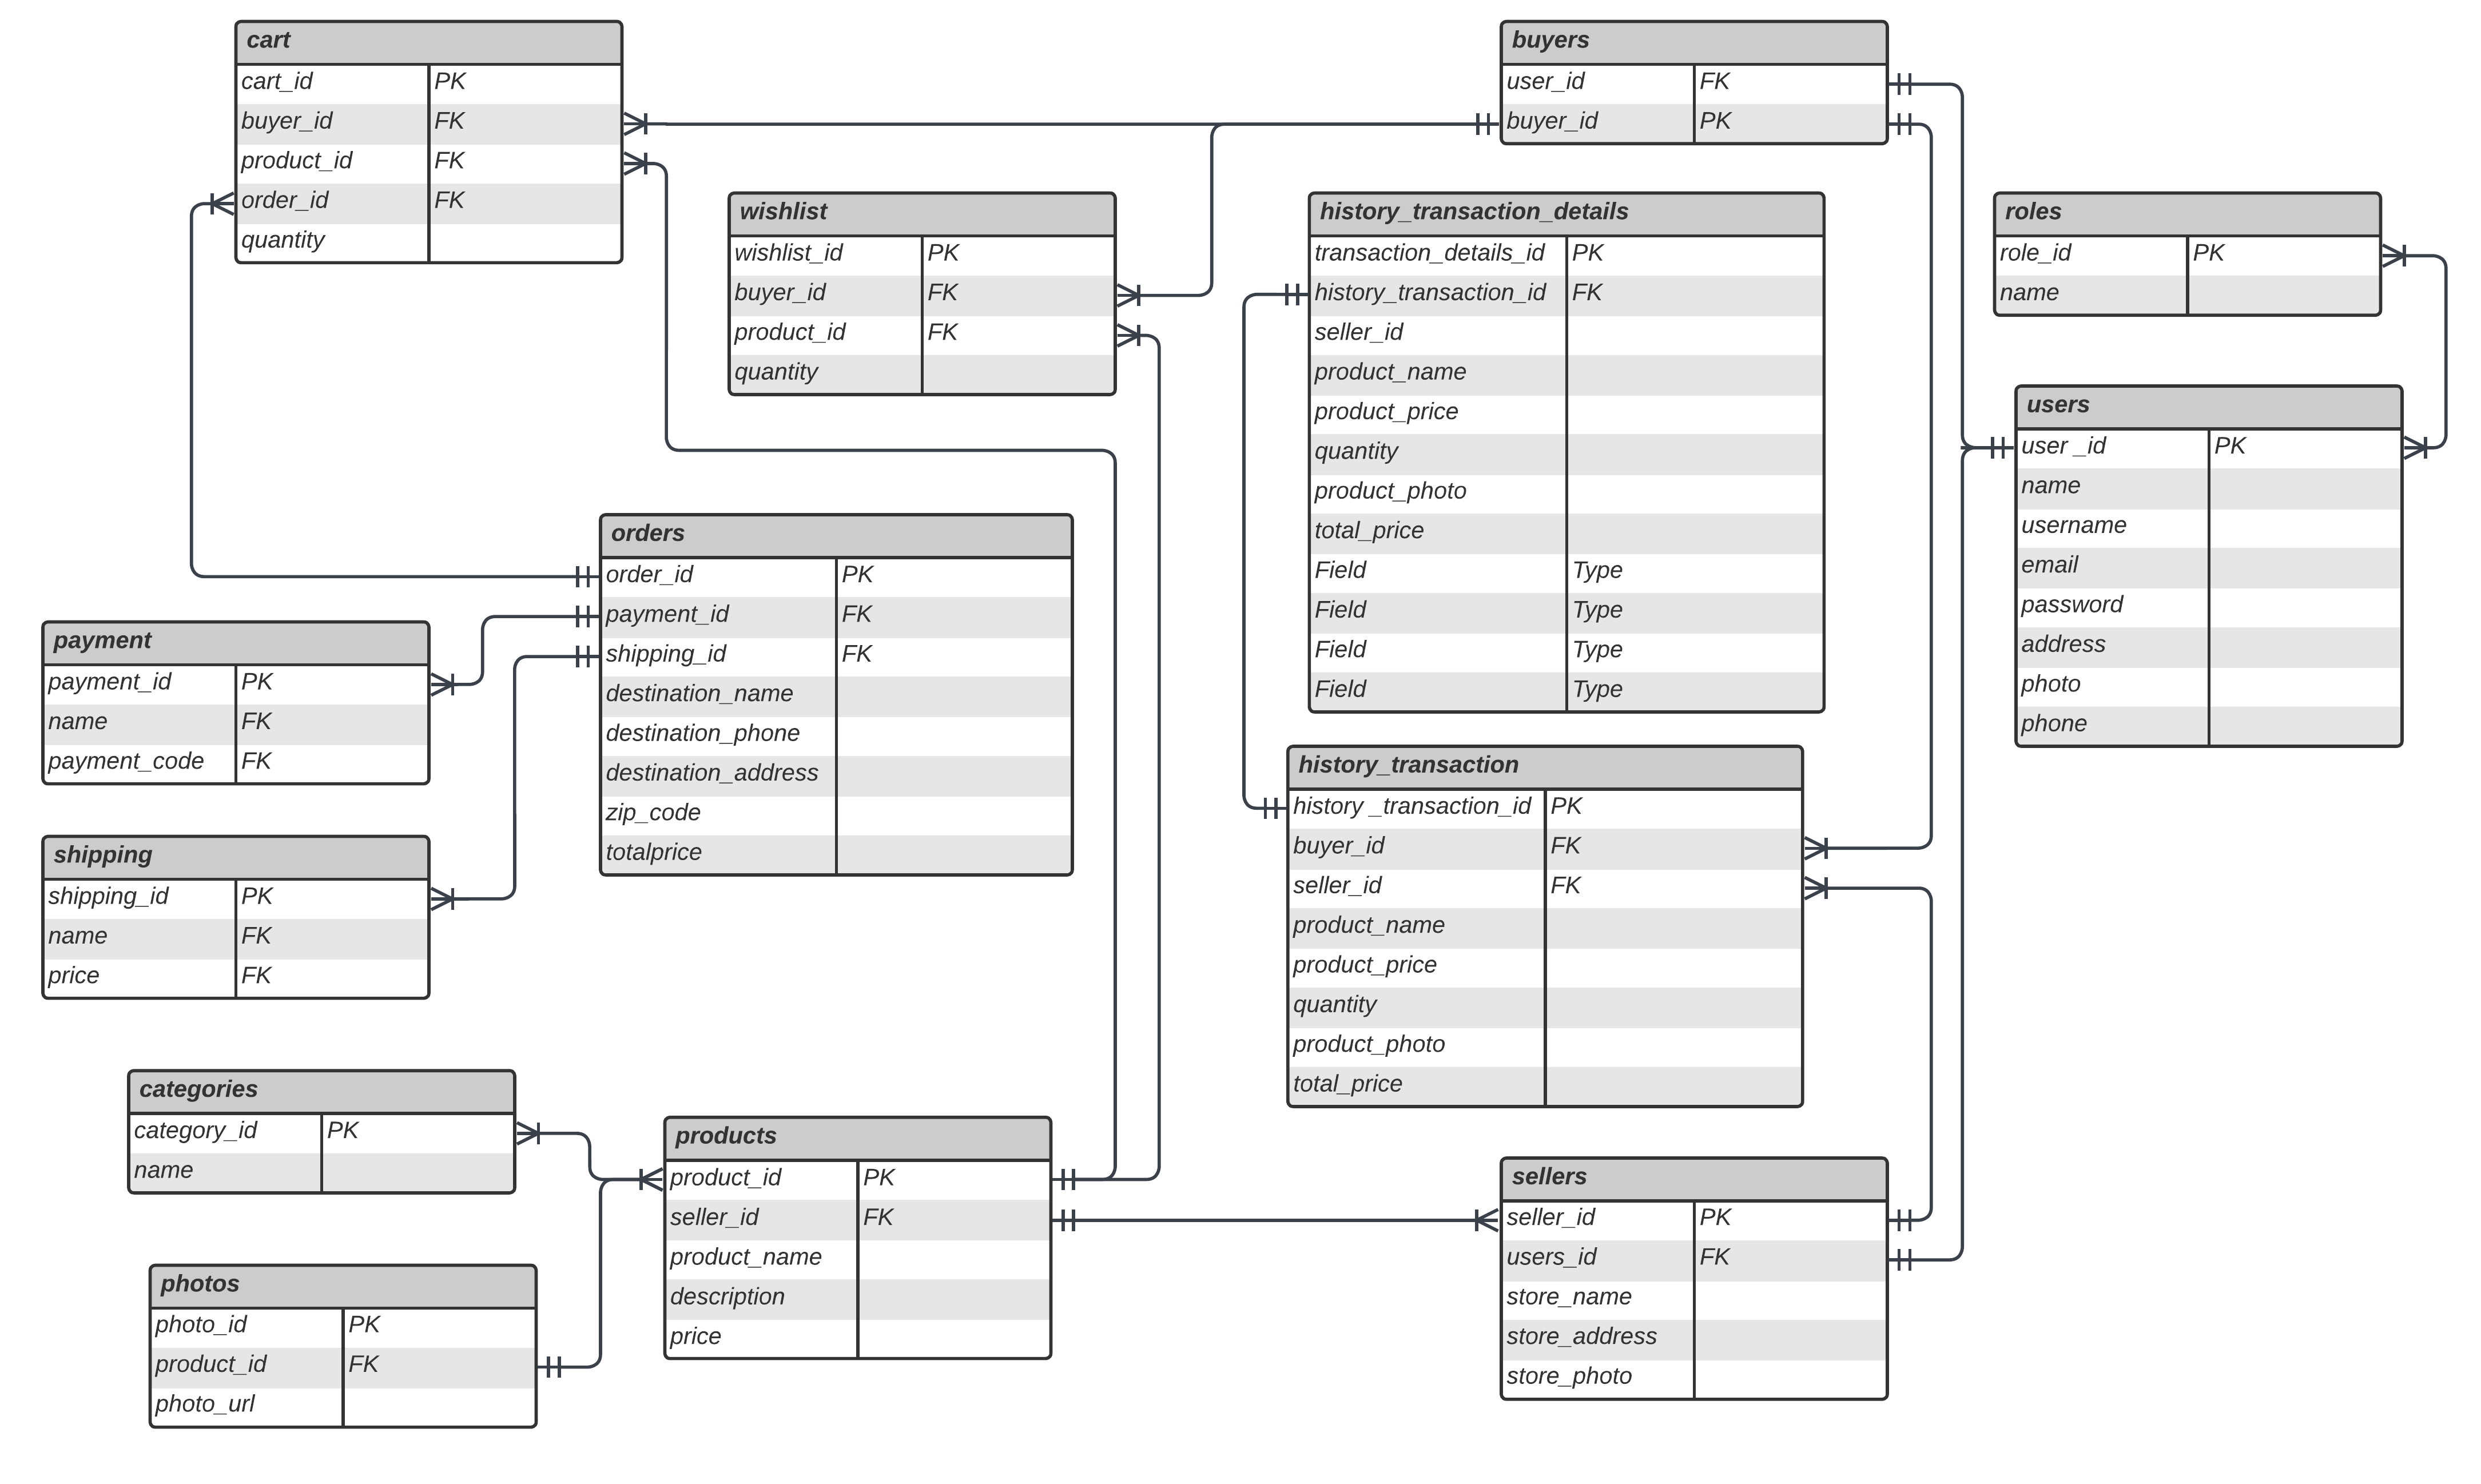 cart
cart_id PK
buyer_id FK
product_id FK
order_id FK
quantity
buyers
user_id FK
buyer_id PK
wishlist
wishlist_id PK
buyer_id FK
product_id FK
quantity
history_transaction_details
transaction_details_id PK
history_transaction_id FK
seller_id
product_name
product_price
quantity
product_photo
total_price
Field Type
Field Type
Field Type
Field Type
roles
role_id PK
name
users
user _id PK
name
username
email
password
address
photo
phone
orders
order_id PK
payment_id FK
shipping_id FK
destination_name
destination_phone
destination_address
zip_code
totalprice
payment
payment_id PK
name FK
payment_code FK
shipping
shipping_id PK
name FK
price FK
history_transaction
history _transaction_id PK
buyer_id FK
seller_id FK
product_name
product_price
quantity
product_photo
total_price
categories
category_id PK
name
products
product_id PK
seller_id FK
product_name
description
price
sellers
seller_id PK
users_id FK
store_name
store_address
store_photo
photos
photo_id PK
product_id FK
photo_url